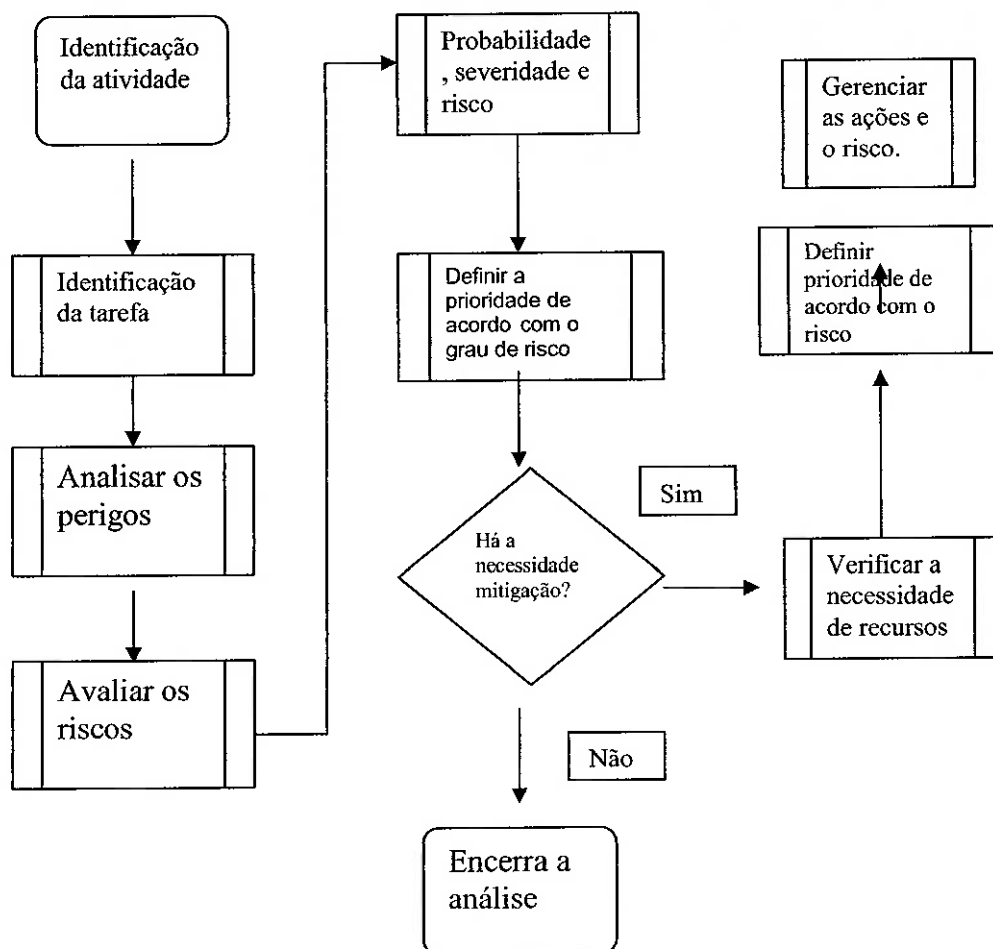 Identificação
da atividade
Identificação
da tarefa
Analisar os
perigos
Avaliar os
riscos
Probabilidade
, severidade e
risco
Definir a
prioridade de
acordo com o
grau de risco
Há a
necessidade
mitigação?
Sim
Não
Encerra a
análise
Verificar a
necessidade
de recursos
Definir
prioridade de
acordo com o
risco
Gerenciar
as ações e
o risco.